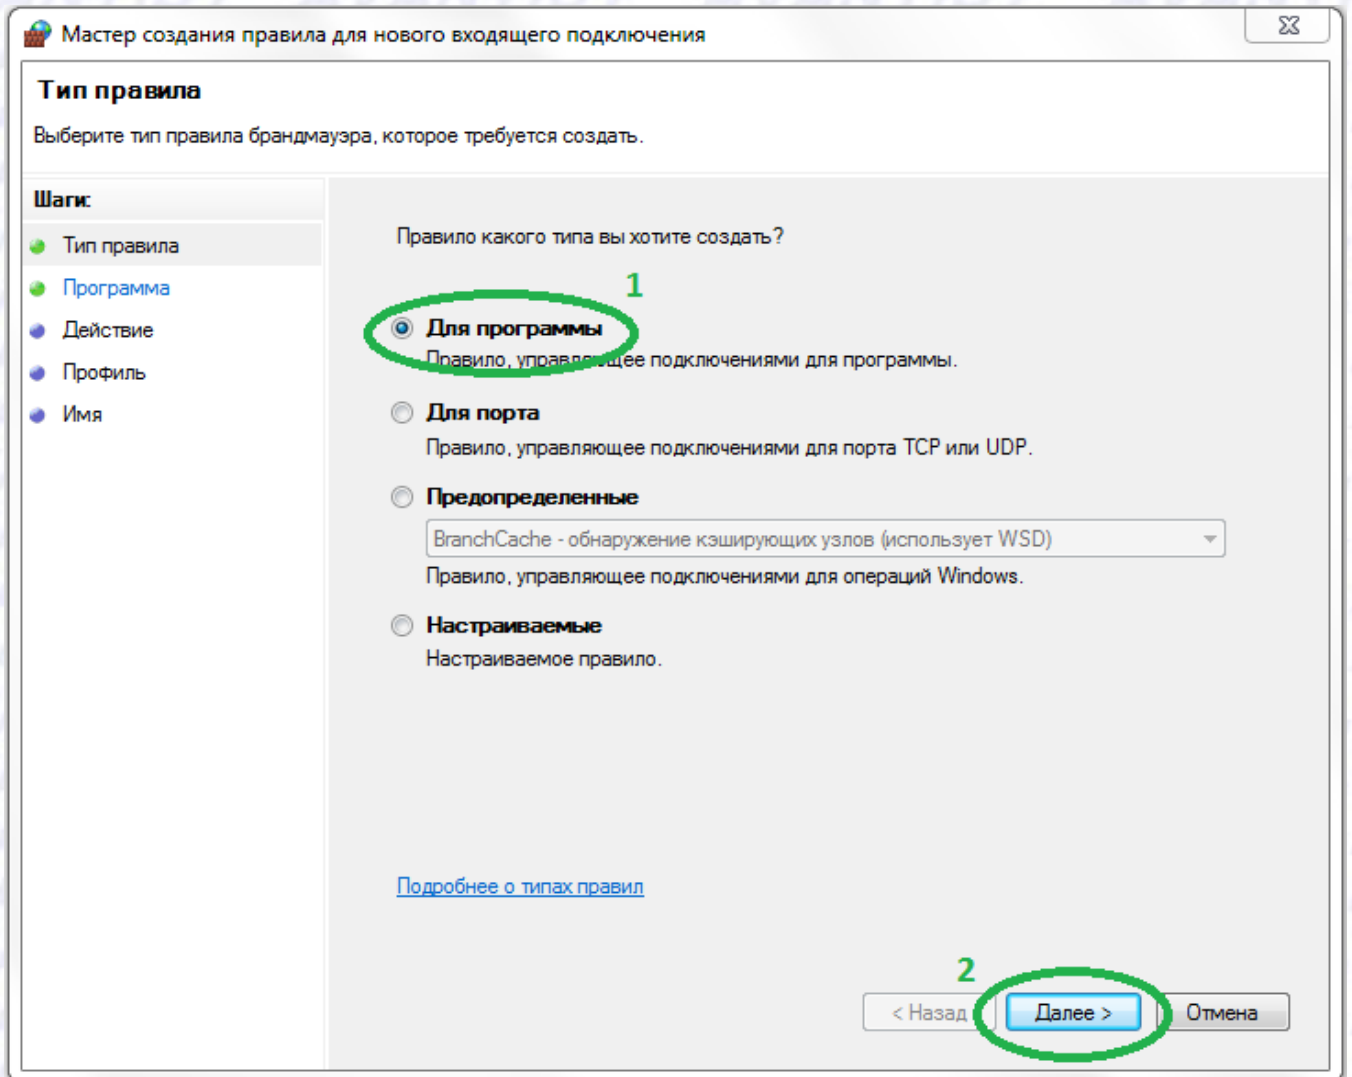 Мастер создания правила для нового входящего подключения
Тип правила
Выберите тип правила брандмауэра, которое требуется создать.
Шаги:
Тип правила
Программа
Действие
Профиль
Имя
Правило какого типа вы хотите создать?
1
Для программы
Правило, управляющее подключениями для программы.
Для порта
Правило, управляющее подключениями для порта TCP или UDP.
Предопределенные
BranchCache - обнаружение кэширующих узлов (использует WSD)
Правило, управляющее подключениями для операций Windows.
Настраиваемые
Настраиваемое правило.
Подробнее о типах правил
2
< Назад Далее > Отмена